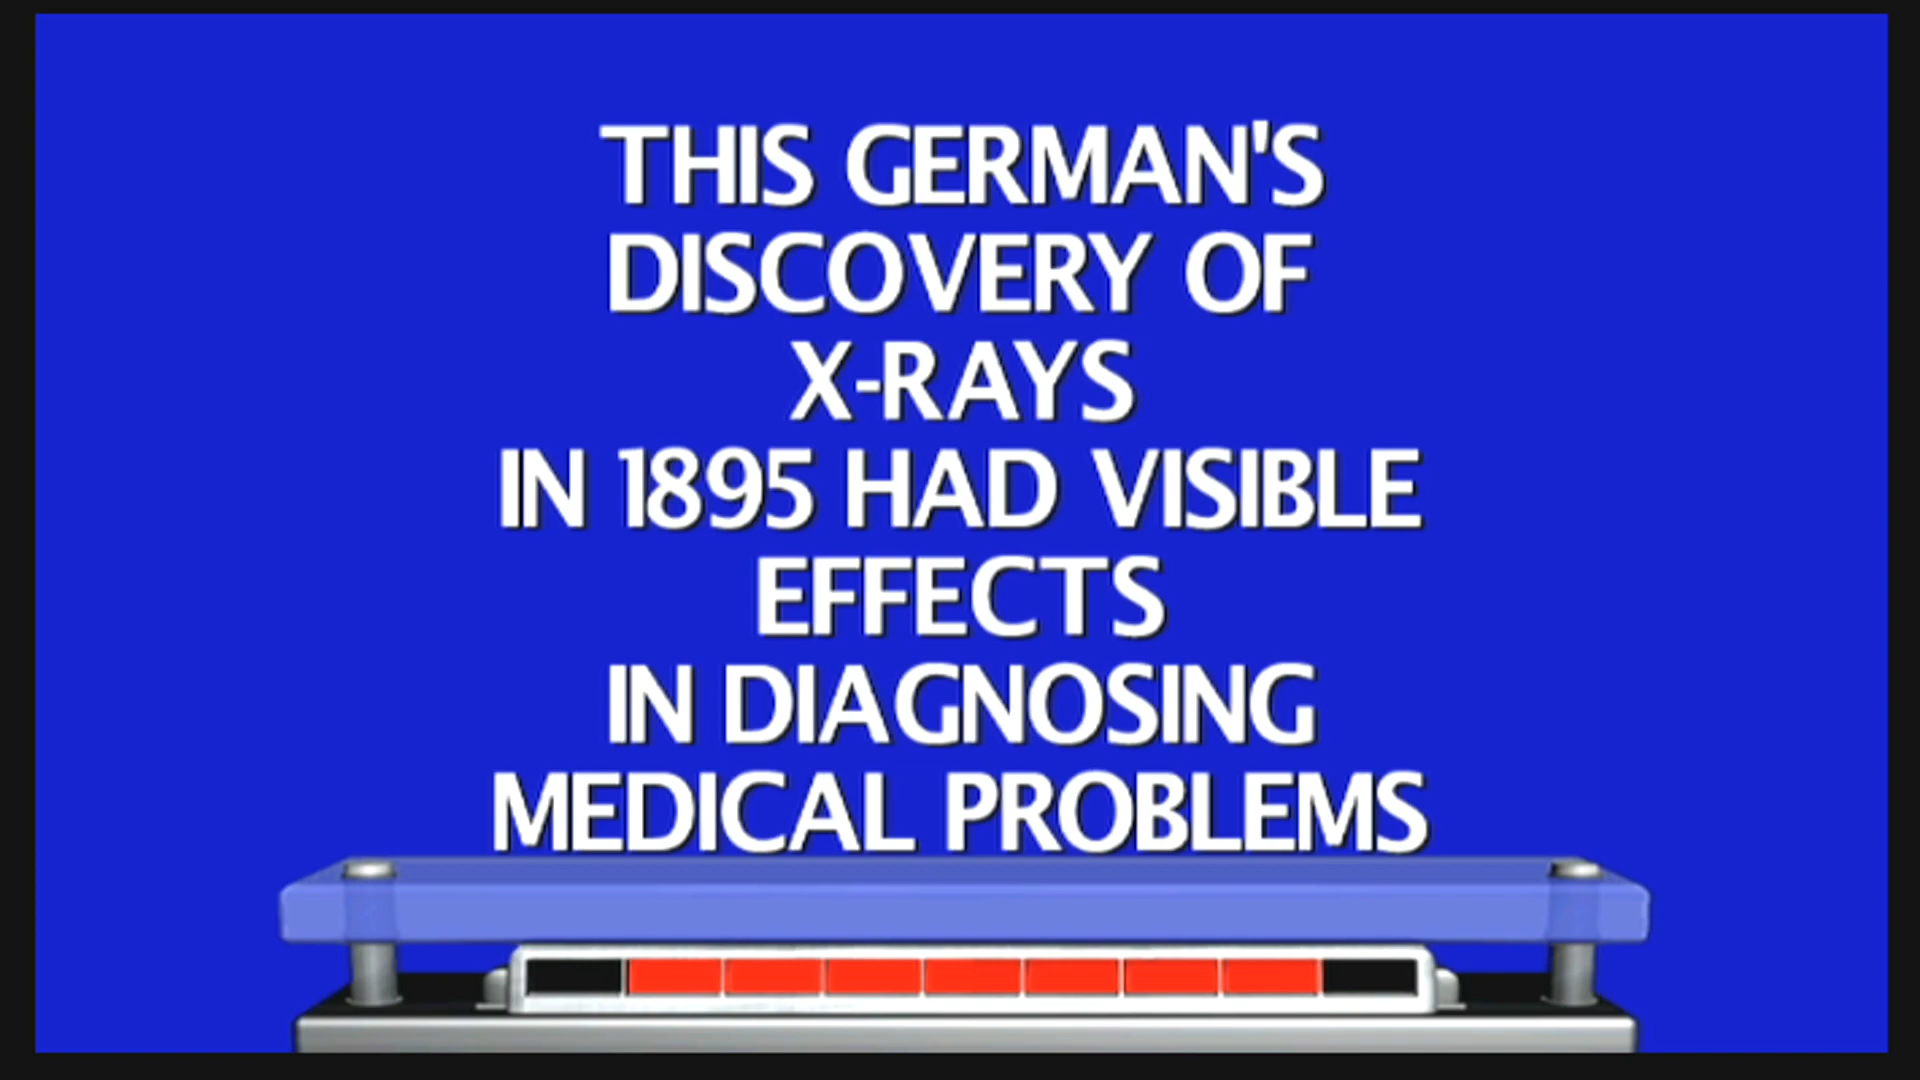 THIS GERMAN'S
DISCOVERY OF
X-RAYS
IN 1895 HAD VISIBLE
EFFECTS
IN DIAGNOSING
MEDICAL PROBLEMS